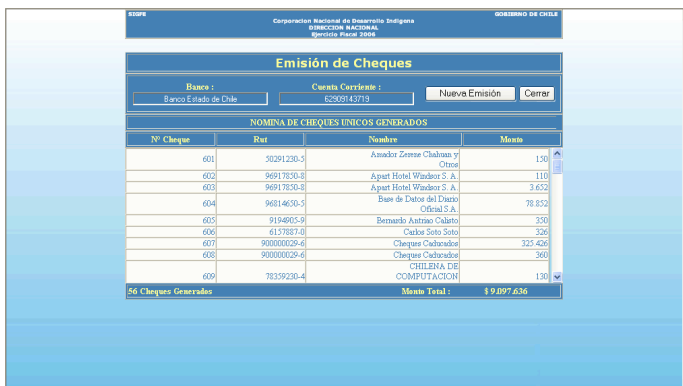 SIGFE
GOBIERNO DE CHILE
Corporacion Nacional de Desarrollo Indigena
DIRECCION NACIONAL
Ejercicio Fiscal 2006
Emisión de Cheques
Banco :
Cuenta Corriente :
Banco Estado de Chile
62909143719
Nueva Emisión
Cerrar
NOMINA DE CHEQUES UNICOS GENERADOS
Nº Cheque Rut Nombre Monto
601 50291230-5 Amador Zerene Chahuan y Otros 150
602 96917850-8 Apart Hotel Windsor S. A. 110
603 96917850-8 Apart Hotel Windsor S. A. 3.652
604 96814650-5 Base de Datos del Diario Oficial S.A. 78.852
605 9194905-9 Bernardo Antriao Calisto 350
606 6157887-0 Carlos Soto Soto 326
607 900000029-6 Cheques Caducados 325.426
608 900000029-6 Cheques Caducados 360
609 78359230-4 CHILENA DE COMPUTACION 130
56 Cheques Generados Monto Total : $ 9.097.636